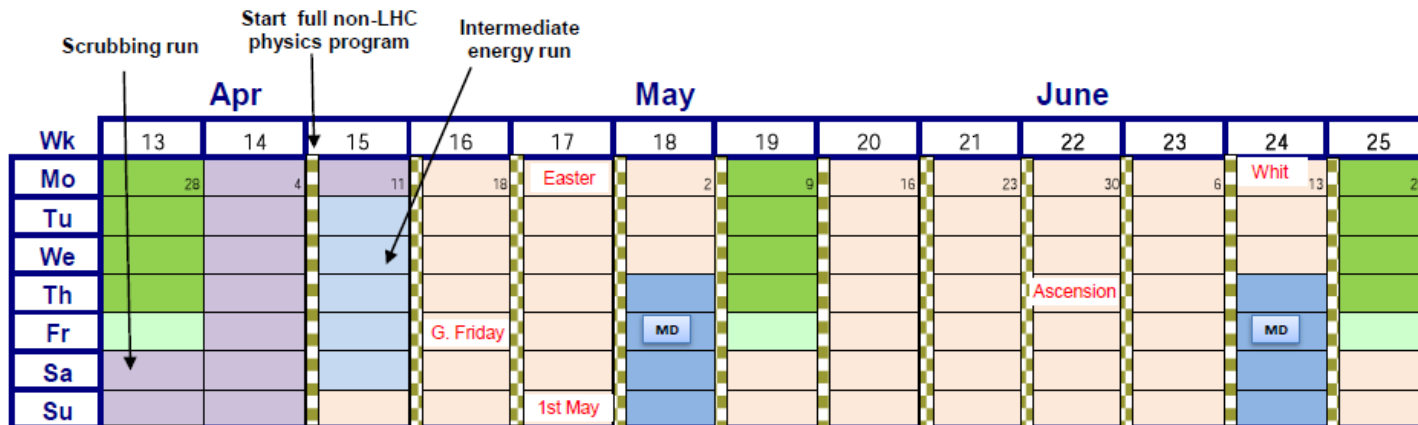 Start full non-LHC
physics program
Intermediate
energy run
Scrubbing run
Apr May June
Wk 13 14 15 16 17 18 19 20 21 22 23 24 25
Mo 28 4 11 18 Easter 2 9 16 23 30 6 Whit 13
Tu
We
Th Ascension
Fr G. Friday MD MD
Sa
Su 1st May